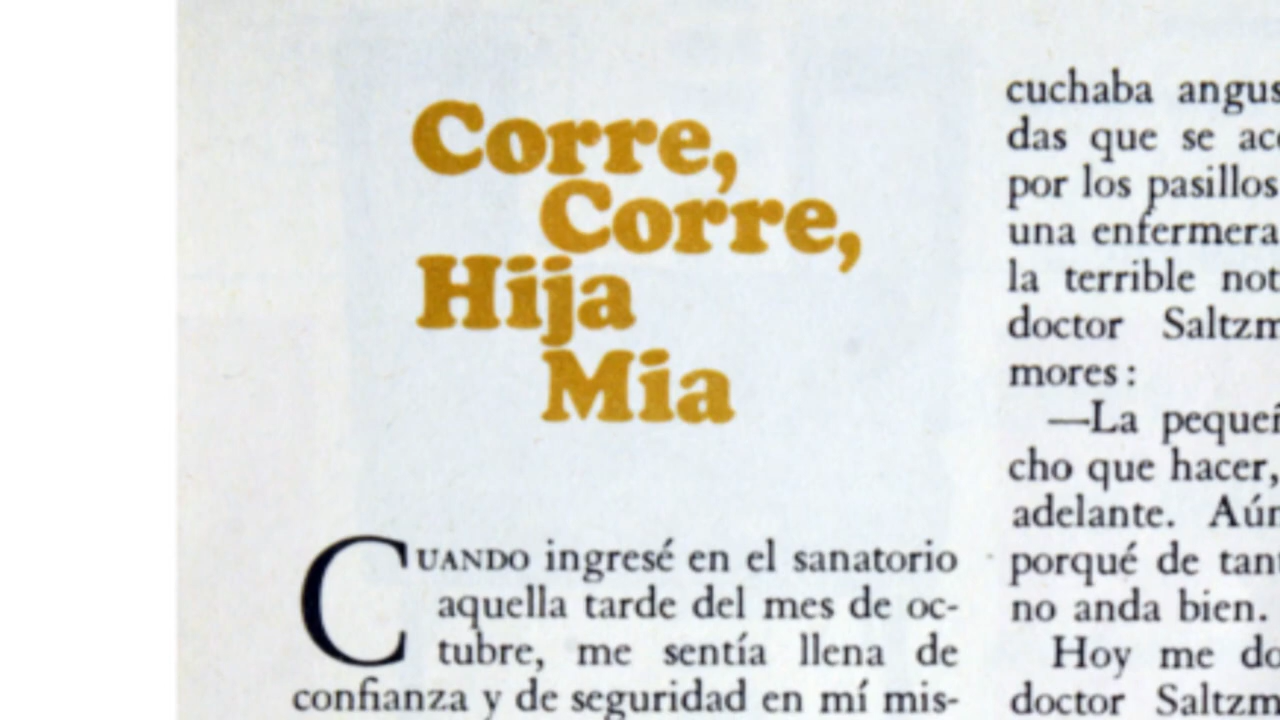 Corre,
Corre,
Hija
Mia
CUANDO ingresé en el sanatorio
aquella tarde del mes de oc-
tubre, me sentía llena de
confianza y de seguridad en mí mis-
cuchaba angus
das que se ac
por los pasillos
una enfermera
la terrible not
doctor Saltzm
mores:
—La pequeñ
cho que hacer,
adelante. Aún
porqué de tan
no anda bien.
Hoy me do
doctor Saltzm